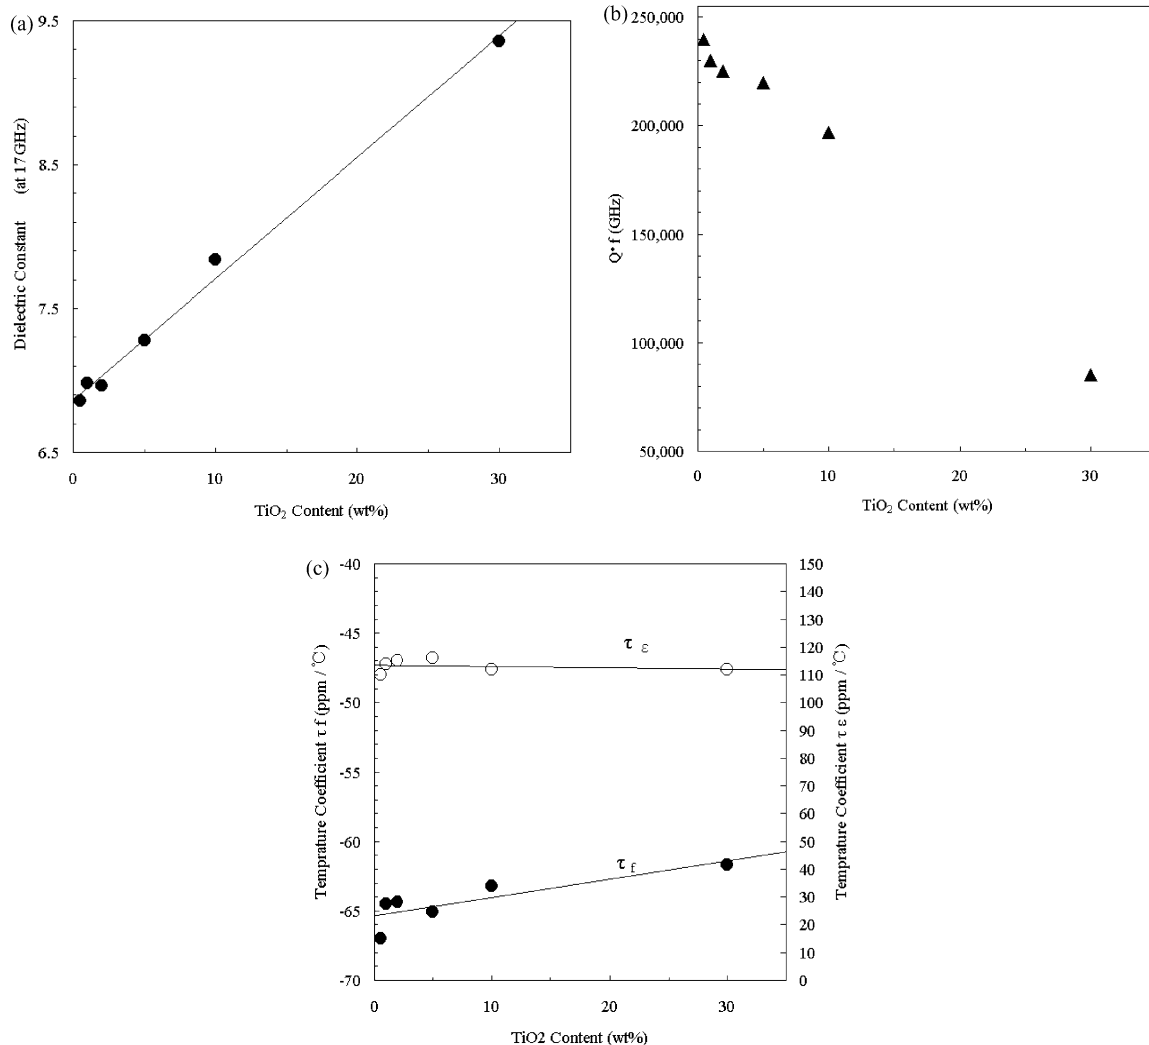 (a)
9.5
8.5
7.5
6.5
Dielectric Constant (at 17GHz)
0 10 20 30
TiO₂ Content (wt%)
(b)
250,000
200,000
150,000
100,000
50,000
Q*f (GHz)
0 10 20 30
TiO₂ Content (wt%)
(c)
-40
-45
-50
-55
-60
-65
-70
Temprature Coefficient τ f (ppm / ℃)
150
140
130
120
110
100
90
80
70
60
50
40
30
20
10
0
Temprature Coefficient τ ε (ppm / ℃)
τ ε
τ f
0 10 20 30
TiO2 Content (wt%)